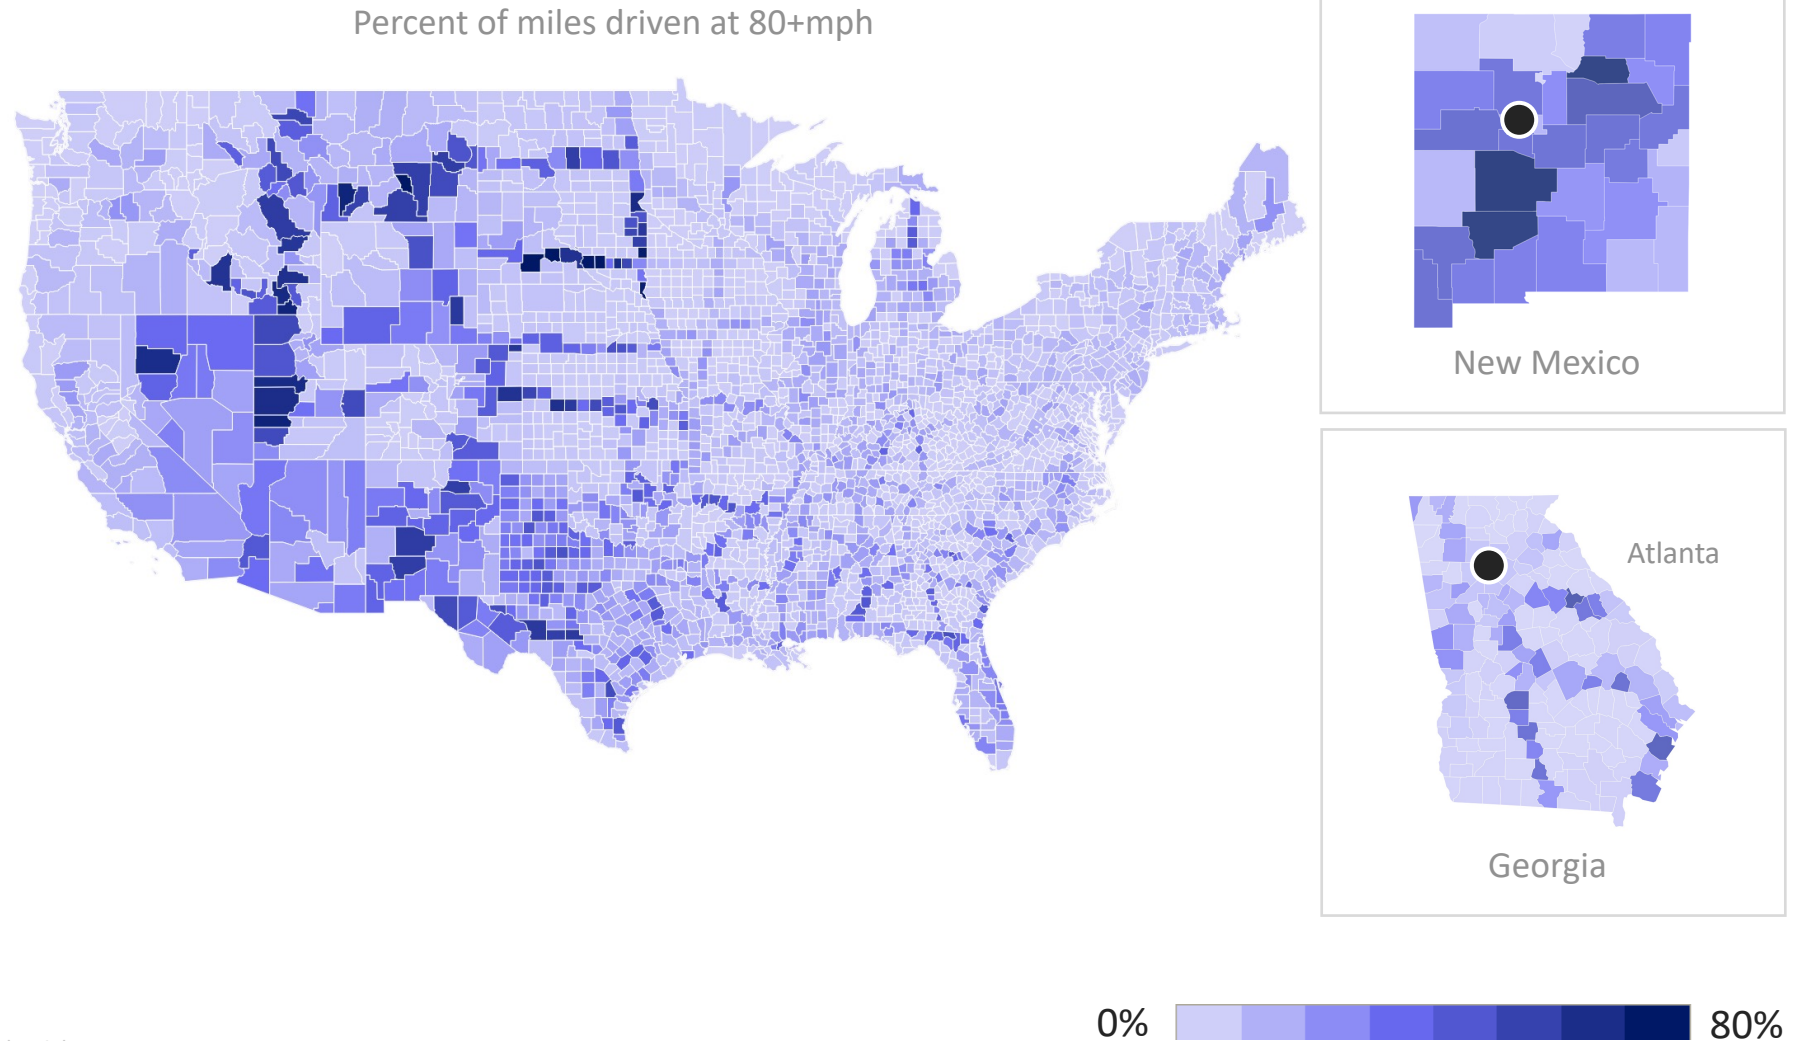 Percent of miles driven at 80+mph
New Mexico
Atlanta
Georgia
0%
80%